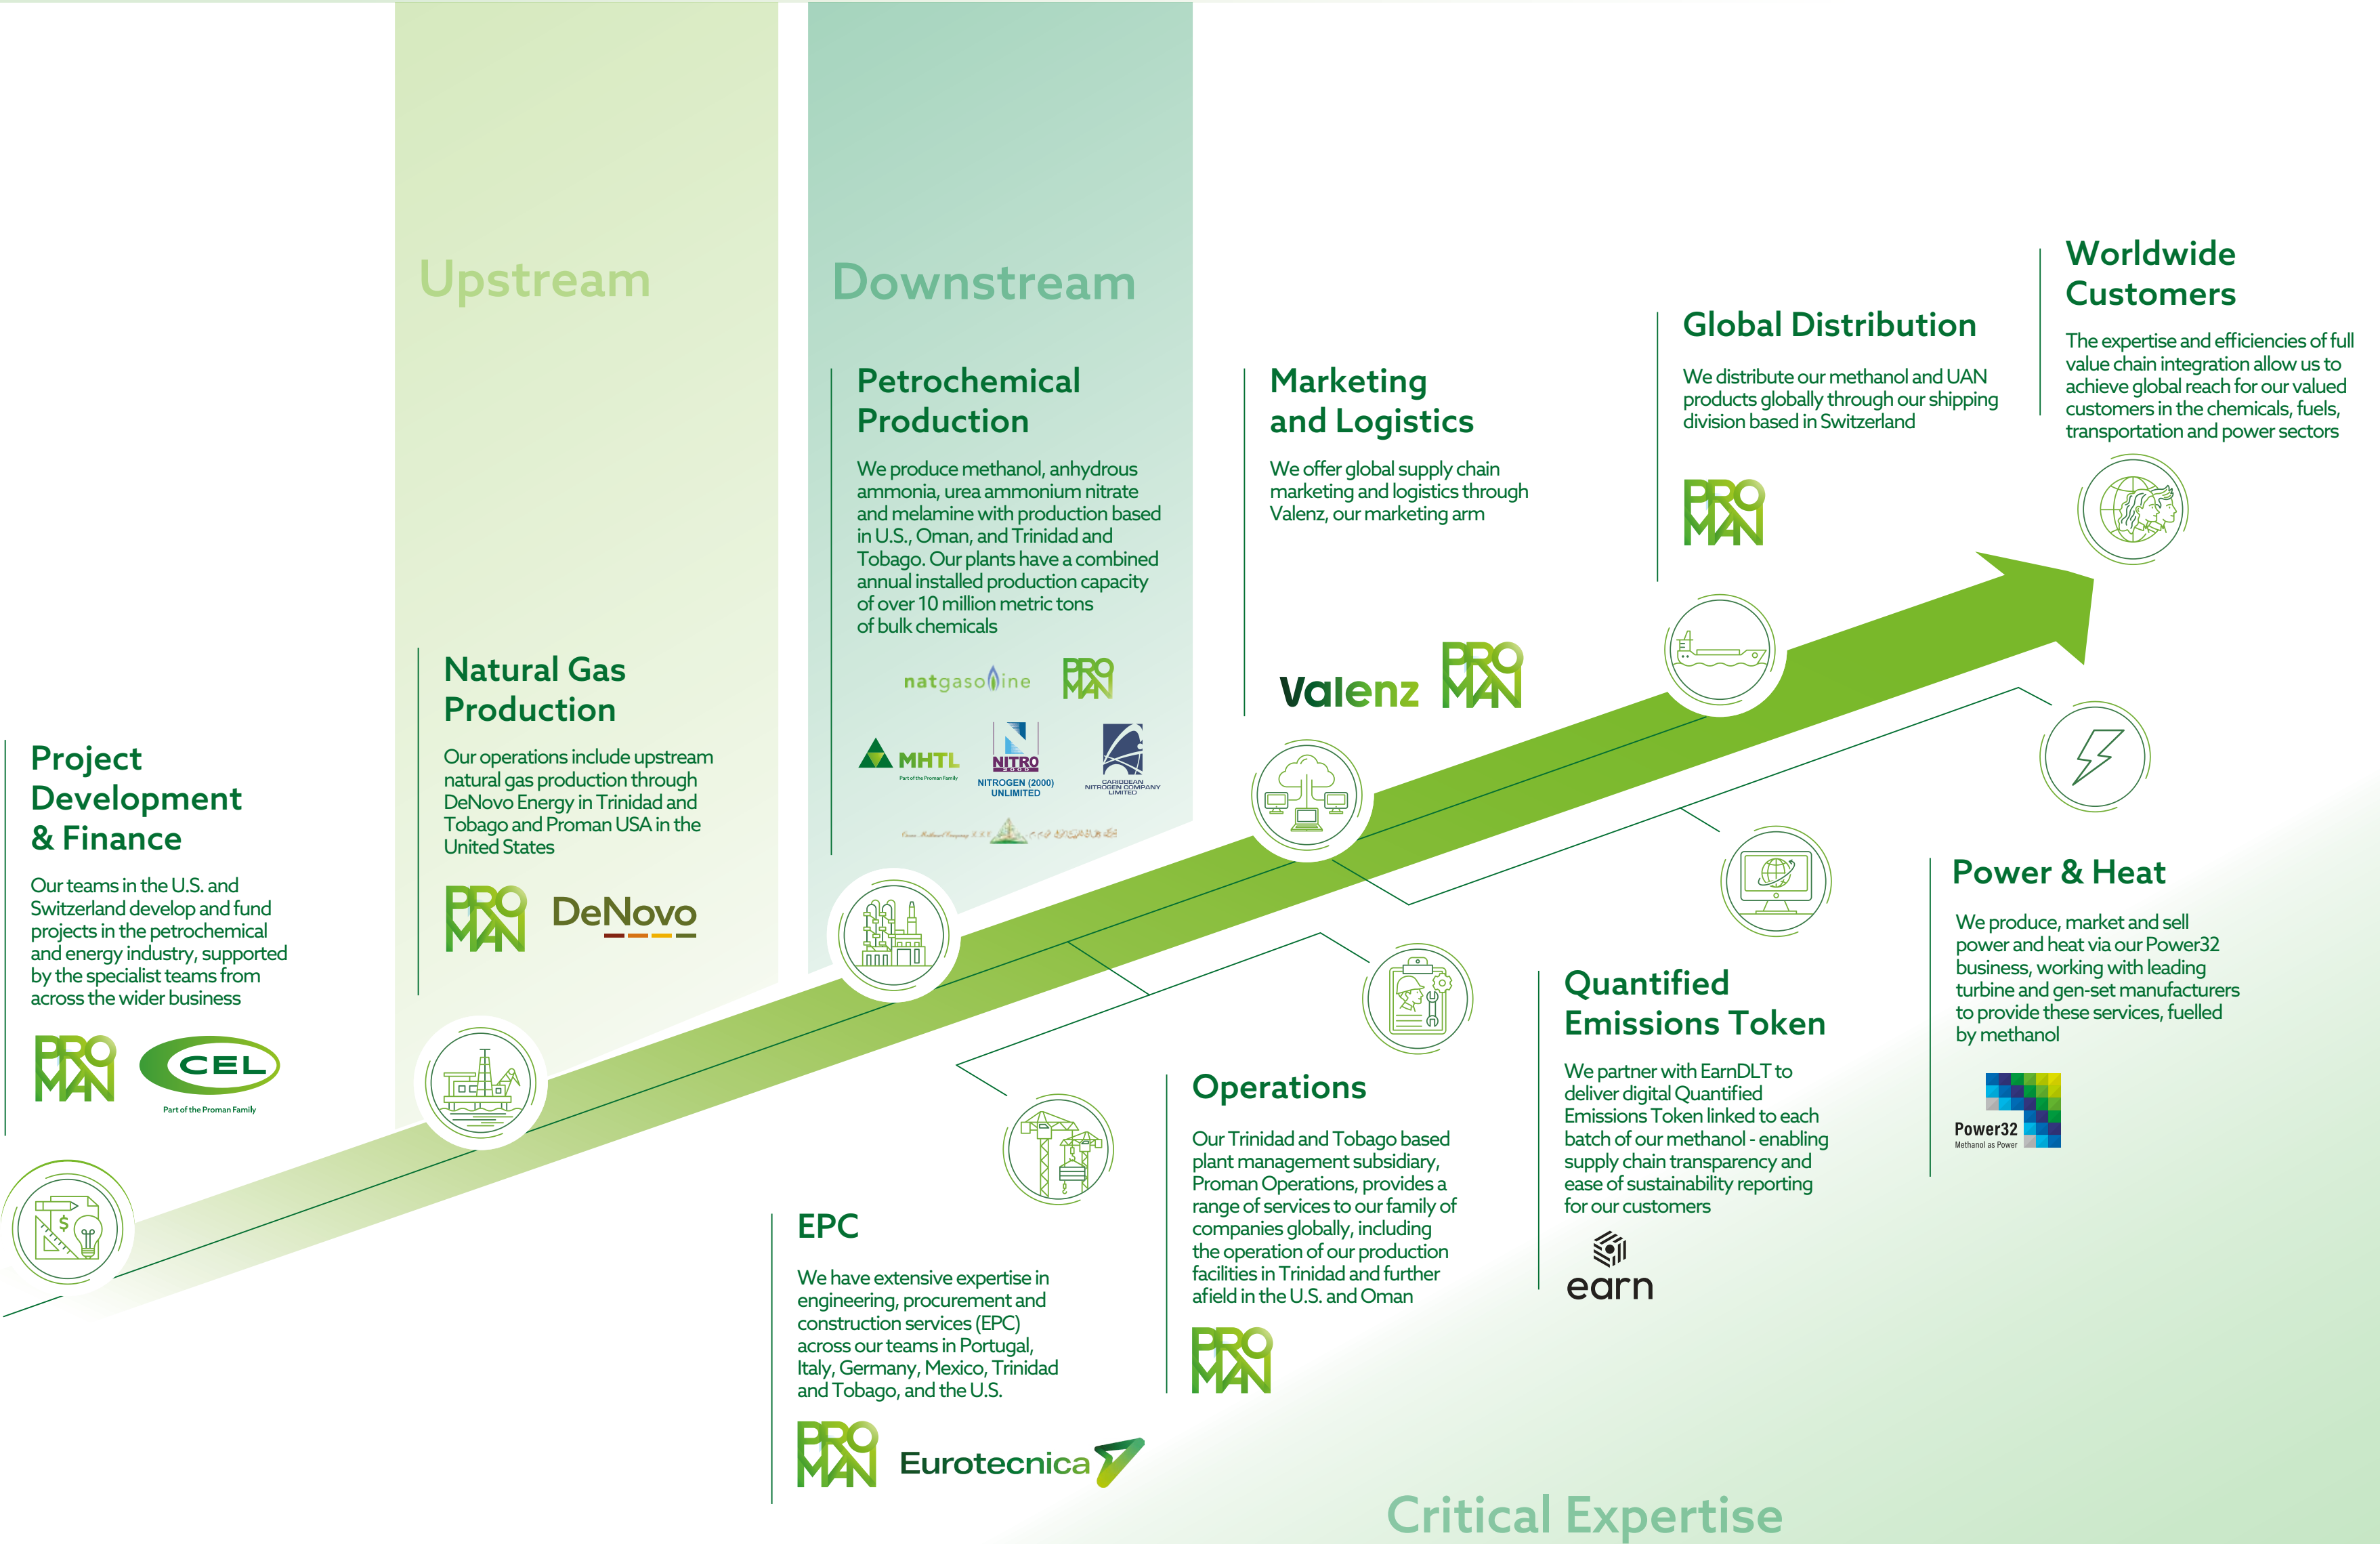 Upstream
Downstream
Project
Development
& Finance
Our teams in the U.S. and
Switzerland develop and fund
projects in the petrochemical
and energy industry, supported
by the specialist teams from
across the wider business
PRO
MAN
CEL
Part of the Proman Family
Natural Gas
Production
Our operations include upstream
natural gas production through
DeNovo Energy in Trinidad and
Tobago and Proman USA in the
United States
PRO
MAN
DeNovo
Petrochemical
Production
We produce methanol, anhydrous
ammonia, urea ammonium nitrate
and melamine with production based
in U.S., Oman, and Trinidad and
Tobago. Our plants have a combined
annual installed production capacity
of over 10 million metric tons
of bulk chemicals
natgasoline
PRO
MAN
MHTL
Part of the Proman Family
N
NITRO
2000
NITROGEN (2000)
UNLIMITED
CARIBBEAN
NITROGEN COMPANY
LIMITED
Oman Methanol Company L.L.C
Marketing
and Logistics
We offer global supply chain
marketing and logistics through
Valenz, our marketing arm
Valenz
PRO
MAN
Global Distribution
We distribute our methanol and UAN
products globally through our shipping
division based in Switzerland
PRO
MAN
Worldwide
Customers
The expertise and efficiencies of full
value chain integration allow us to
achieve global reach for our valued
customers in the chemicals, fuels,
transportation and power sectors
$
EPC
We have extensive expertise in
engineering, procurement and
construction services (EPC)
across our teams in Portugal,
Italy, Germany, Mexico, Trinidad
and Tobago, and the U.S.
PRO
MAN
Eurotecnica
Operations
Our Trinidad and Tobago based
plant management subsidiary,
Proman Operations, provides a
range of services to our family of
companies globally, including
the operation of our production
facilities in Trinidad and further
afield in the U.S. and Oman
PRO
MAN
Quantified
Emissions Token
We partner with EarnDLT to
deliver digital Quantified
Emissions Token linked to each
batch of our methanol - enabling
supply chain transparency and
ease of sustainability reporting
for our customers
earn
Power & Heat
We produce, market and sell
power and heat via our Power32
business, working with leading
turbine and gen-set manufacturers
to provide these services, fuelled
by methanol
Power32
Methanol as Power
Critical Expertise